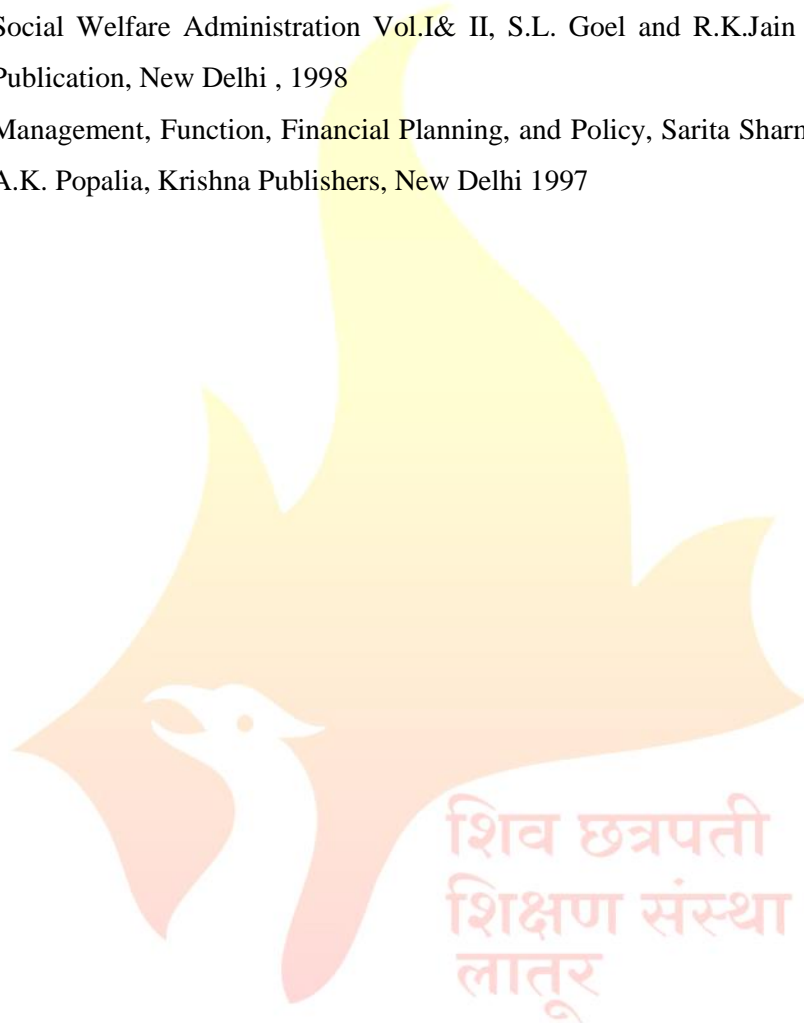 Social Welfare Administration Vol.I& II, S.L. Goel and R.K.Jain
Publication, New Delhi , 1998
Management, Function, Financial Planning, and Policy, Sarita
A.K. Popalia, Krishna Publishers, New Delhi 1997
शिव छत्रपती
शिक्षण संस्था
लातूर